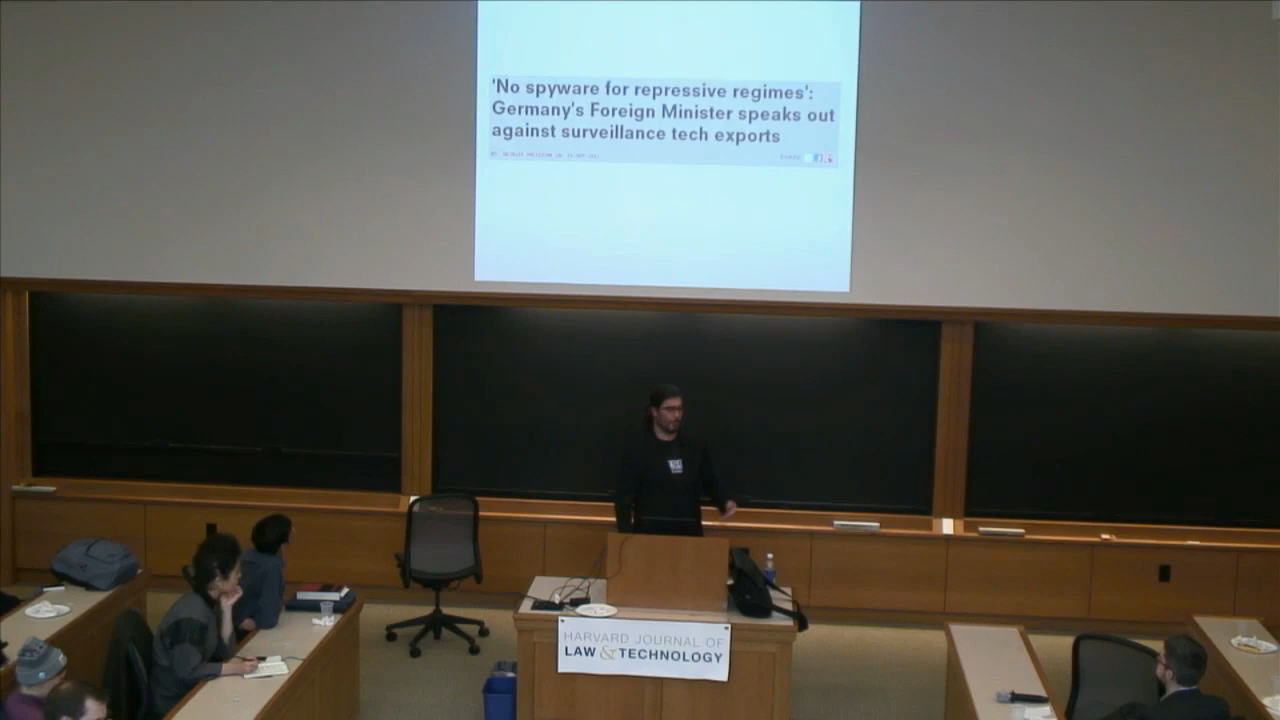 'No spyware for repressive regimes':
Germany's Foreign Minister speaks out
against surveillance tech exports
HARVARD JOURNAL OF
LAW & TECHNOLOGY